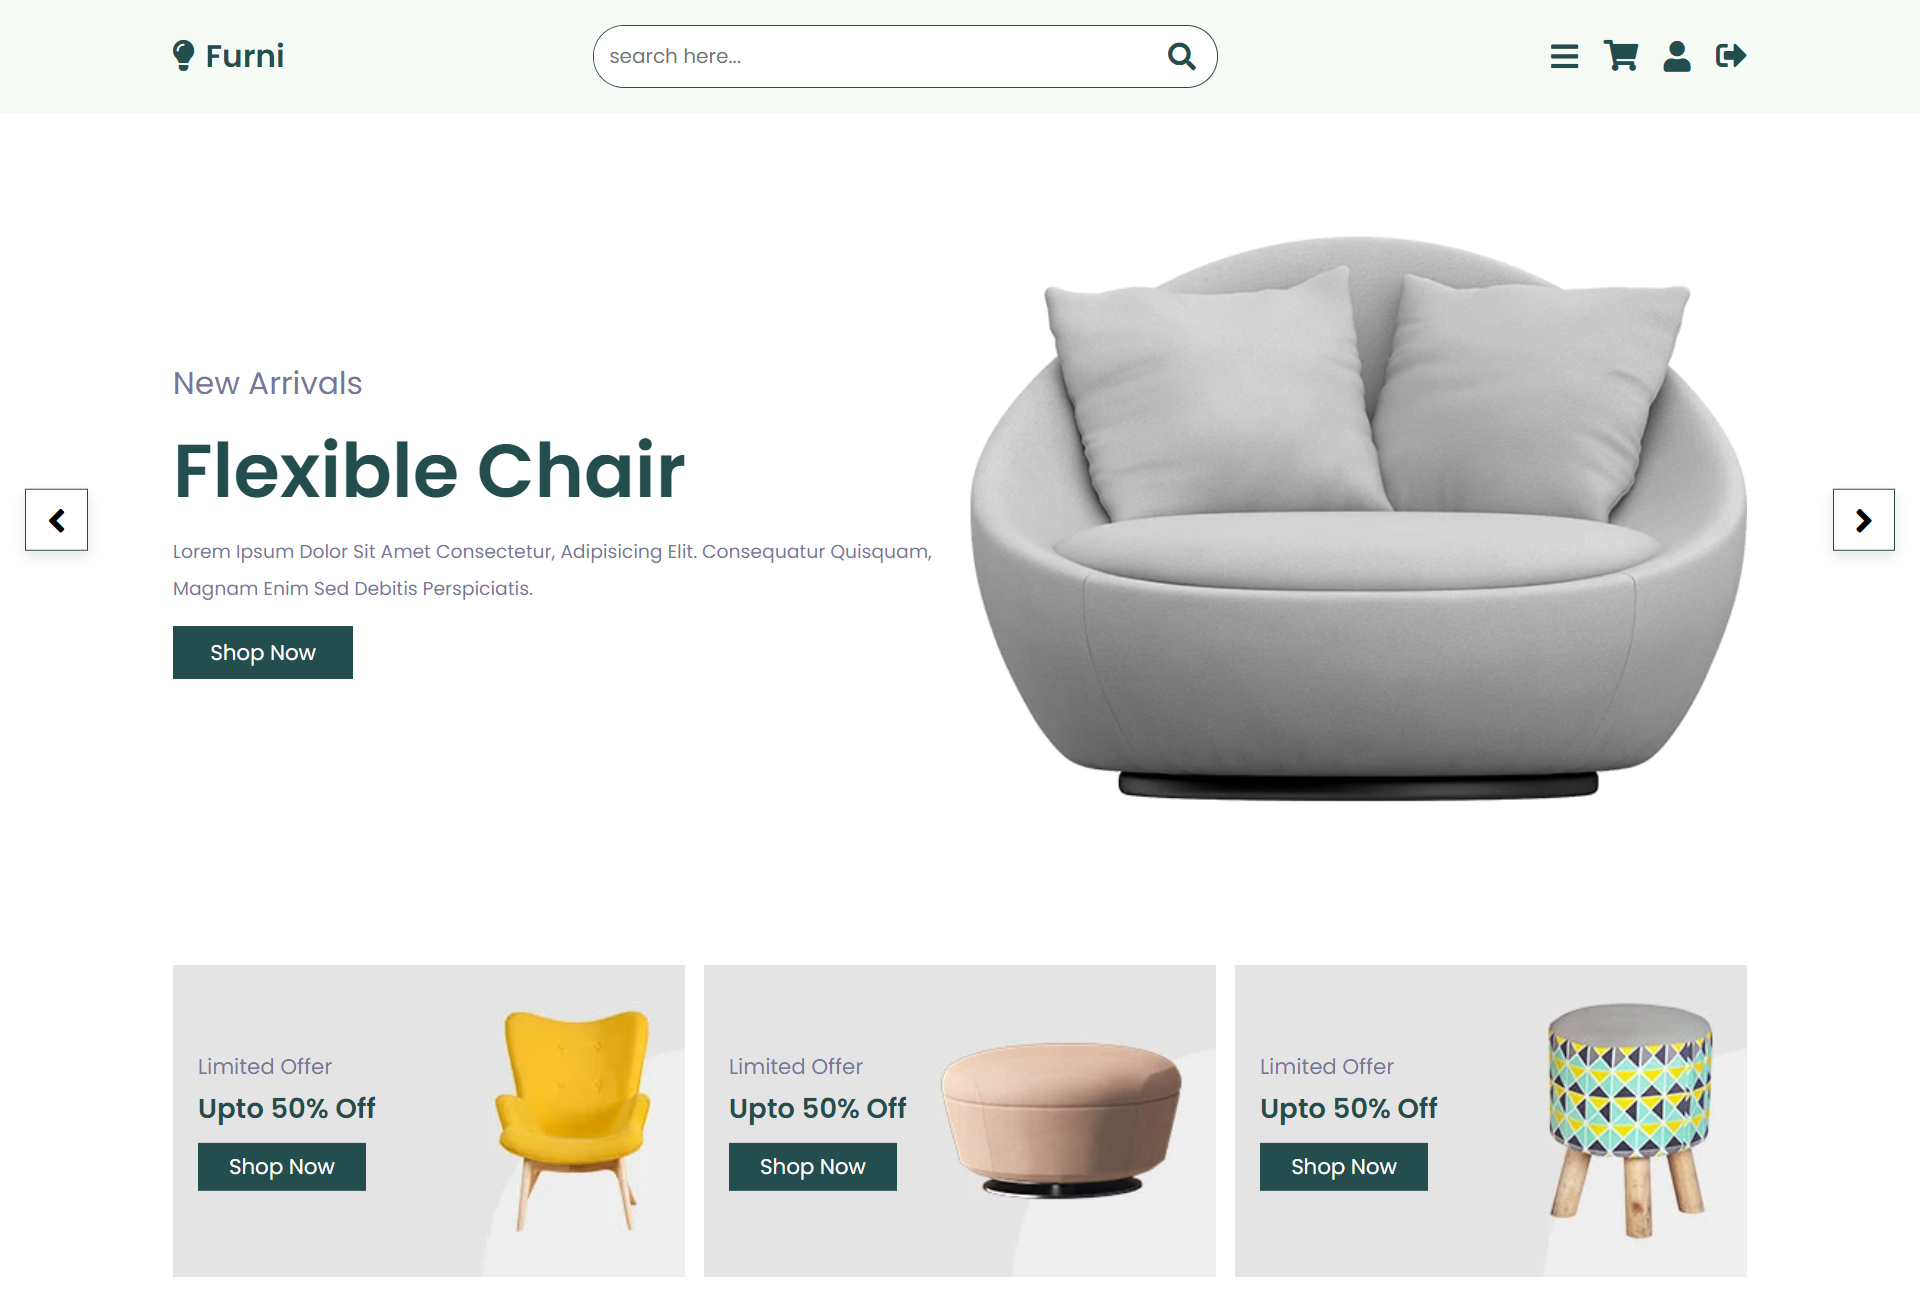 Furni
search here...
New Arrivals
Flexible Chair
Lorem Ipsum Dolor Sit Amet Consectetur, Adipisicing Elit. Consequatur Quisquam,
Magnam Enim Sed Debitis Perspiciatis.
Shop Now
Limited Offer
Upto 50% Off
Shop Now
Limited Offer
Upto 50% Off
Shop Now
Limited Offer
Upto 50% Off
Shop Now